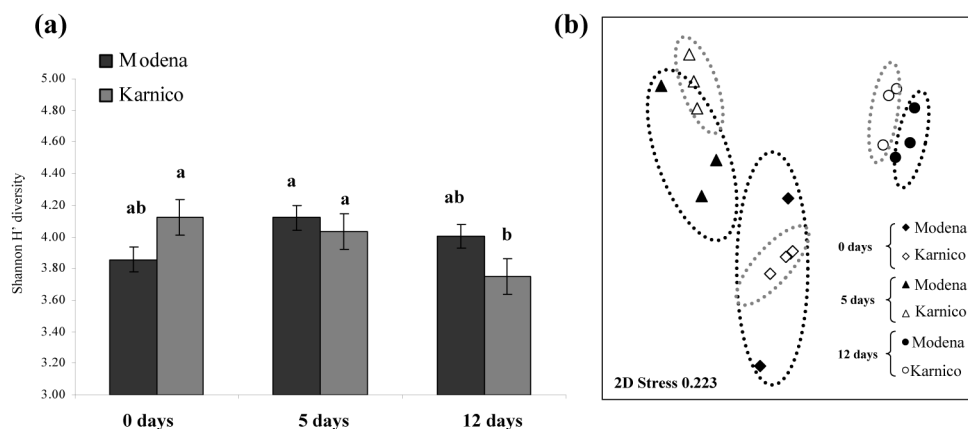 (a)
Modena
Karnico
Shannon H' diversity
5.00
4.80
4.60
4.40
4.20
4.00
3.80
3.60
3.40
3.20
3.00
ab
a
a
a
ab
b
0 days
5 days
12 days
(b)
0 days
Modena
Karnico
5 days
Modena
Karnico
12 days
Modena
Karnico
2D Stress 0.223